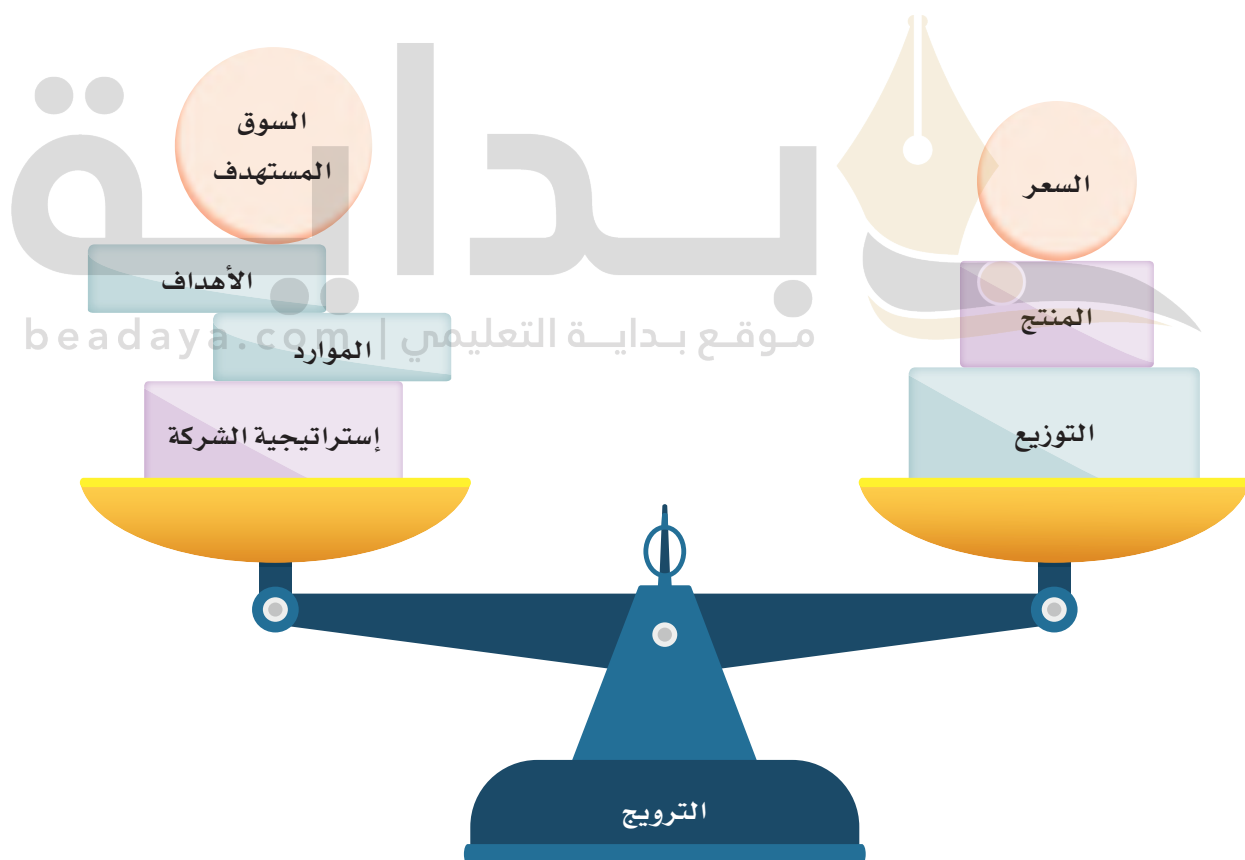 السوق
المستهدف
الأهداف
الموارد
إستراتيجية الشركة
السعر
المنتج
التوزيع
الترويج
بداية
موقع بداية التعليمي | beadaya.com